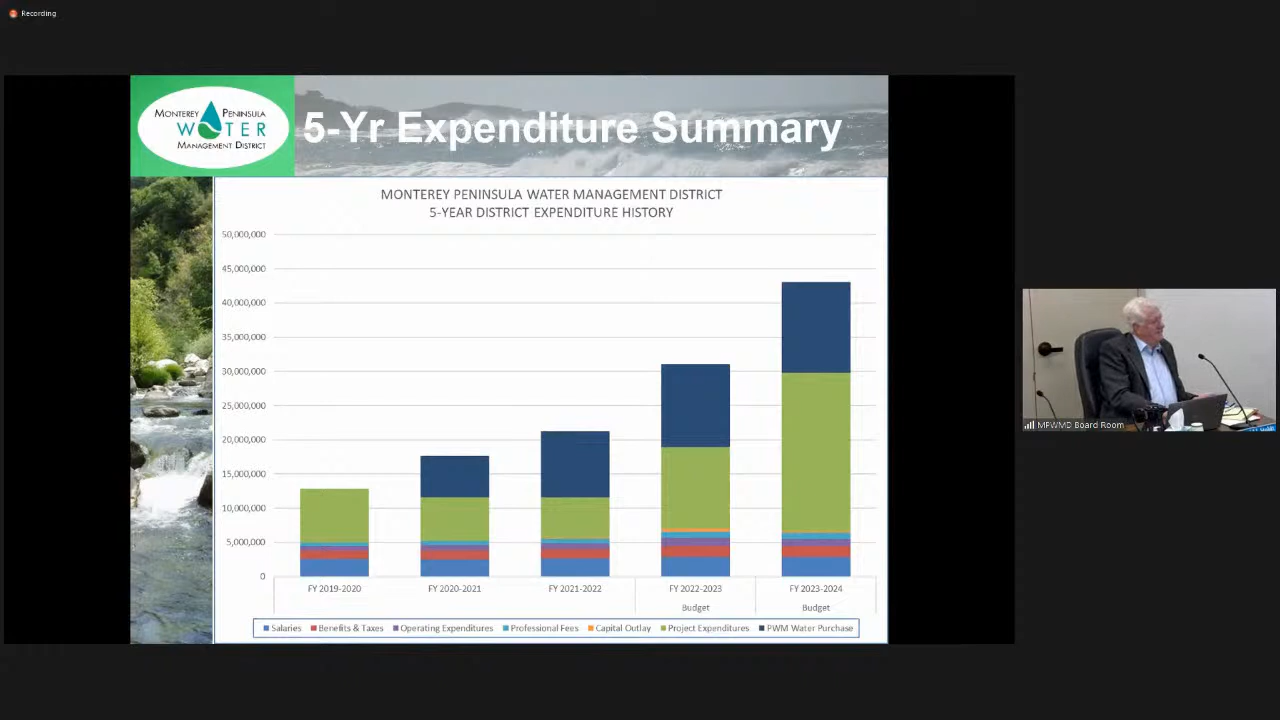 Recording
MONTEREY PENINSULA
WATER
MANAGEMENT DISTRICT
5-Yr Expenditure Summary
MONTEREY PENINSULA WATER MANAGEMENT DISTRICT
5-YEAR DISTRICT EXPENDITURE HISTORY
50,000,000
45,000,000
40,000,000
35,000,000
30,000,000
25,000,000
20,000,000
15,000,000
10,000,000
5,000,000
0
FY 2019-2020 FY 2020-2021 FY 2021-2022 FY 2022-2023 FY 2023-2024
Budget Budget
Salaries Benefits & Taxes Operating Expenditures Professional Fees Capital Outlay Project Expenditures PWM Water Purchase
MPWMD Board Room